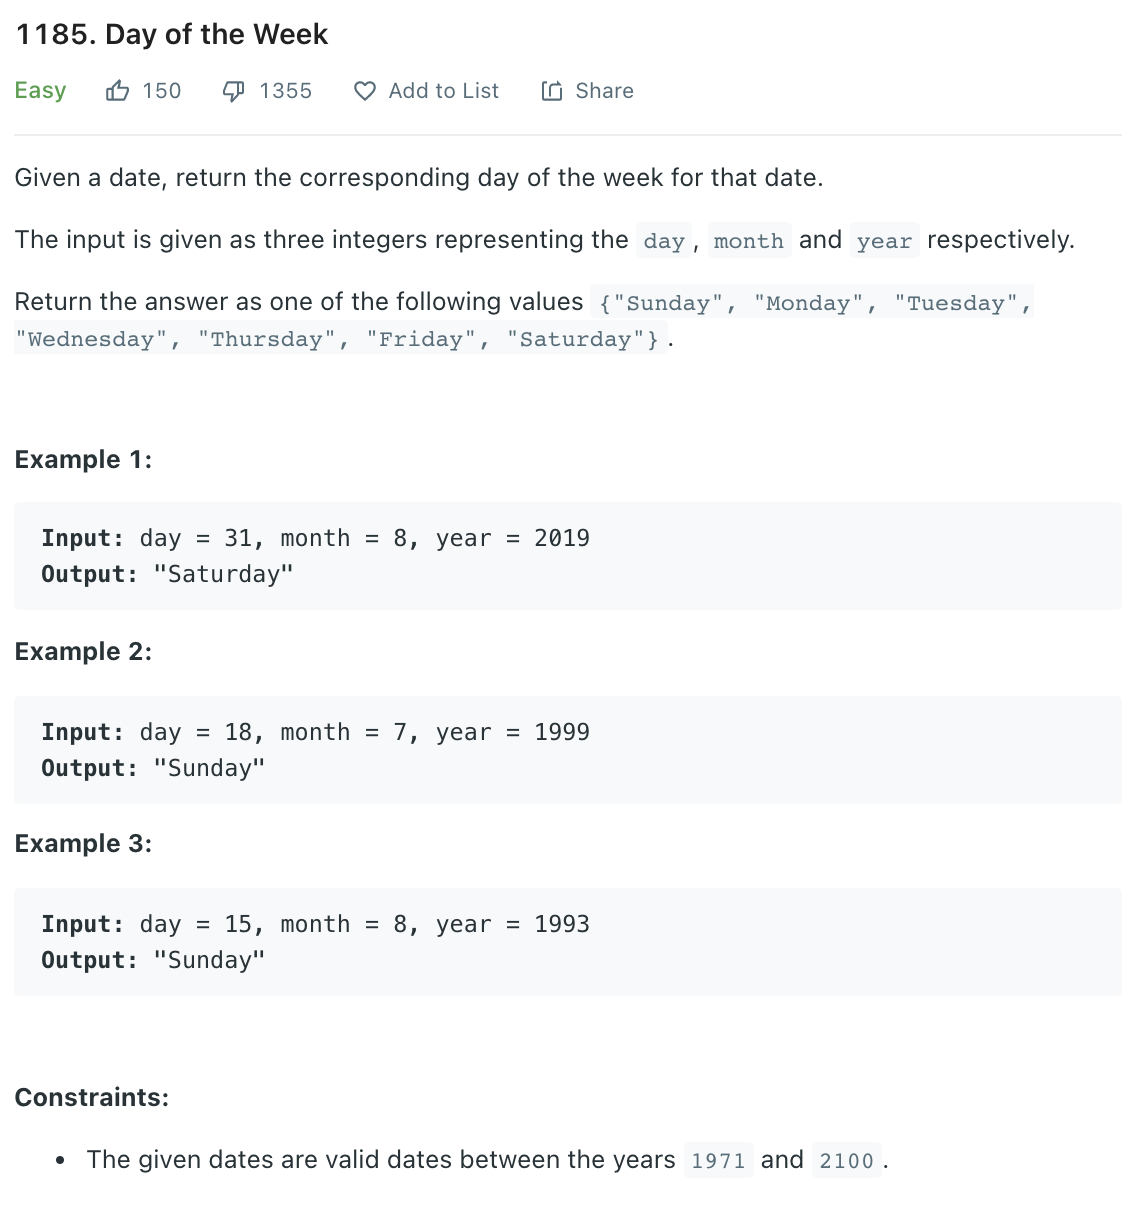 1185. Day of the Week
Easy 150 1355 Add to List Share
Given a date, return the corresponding day of the week for that date.
The input is given as three integers representing the day, month and year respectively.
Return the answer as one of the following values {"Sunday", "Monday", "Tuesday",
"Wednesday", "Thursday", "Friday", "Saturday"}.
Example 1:
Input: day = 31, month = 8, year = 2019
Output: "Saturday"
Example 2:
Input: day = 18, month = 7, year = 1999
Output: "Sunday"
Example 3:
Input: day = 15, month = 8, year = 1993
Output: "Sunday"
Constraints:
• The given dates are valid dates between the years 1971 and 2100.